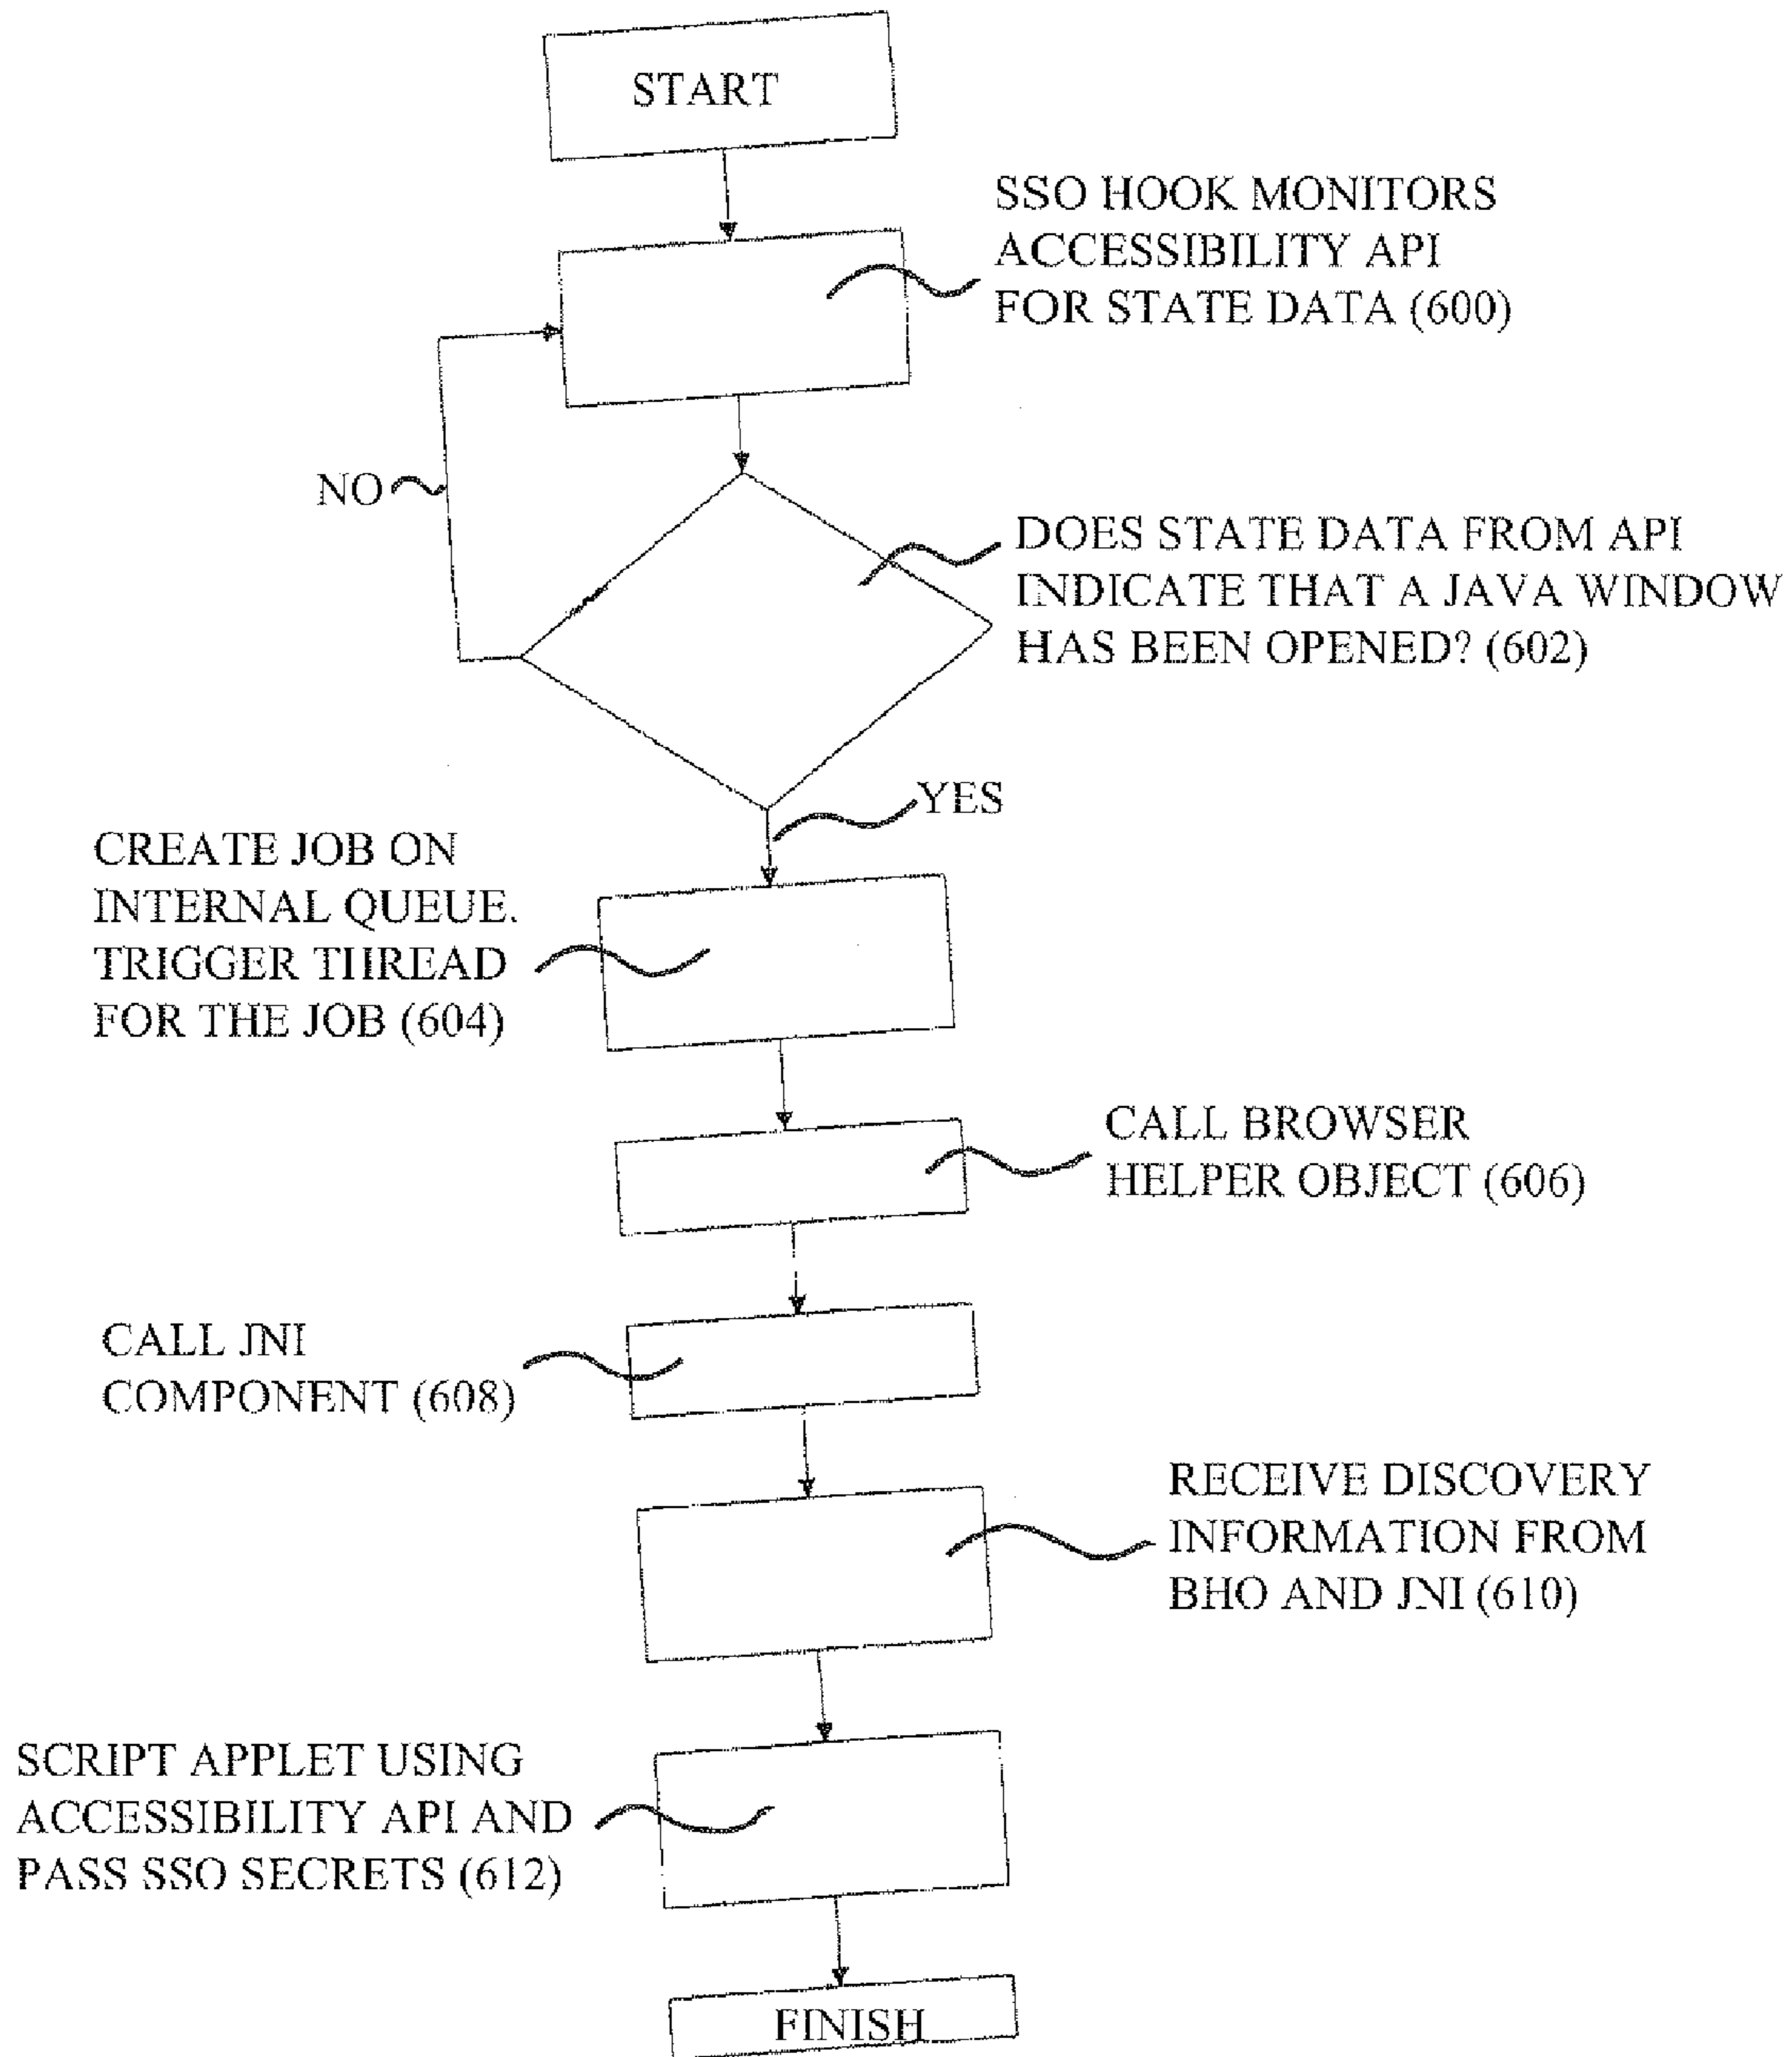 START
SSO HOOK MONITORS
ACCESSIBILITY API
FOR STATE DATA (600)
NO
DOES STATE DATA FROM API
INDICATE THAT A JAVA WINDOW
HAS BEEN OPENED? (602)
YES
CREATE JOB ON
INTERNAL QUEUE.
TRIGGER THREAD
FOR THE JOB (604)
CALL BROWSER
HELPER OBJECT (606)
CALL JNI
COMPONENT (608)
RECEIVE DISCOVERY
INFORMATION FROM
BHO AND JNI (610)
SCRIPT APPLET USING
ACCESSIBILITY API AND
PASS SSO SECRETS (612)
FINISH